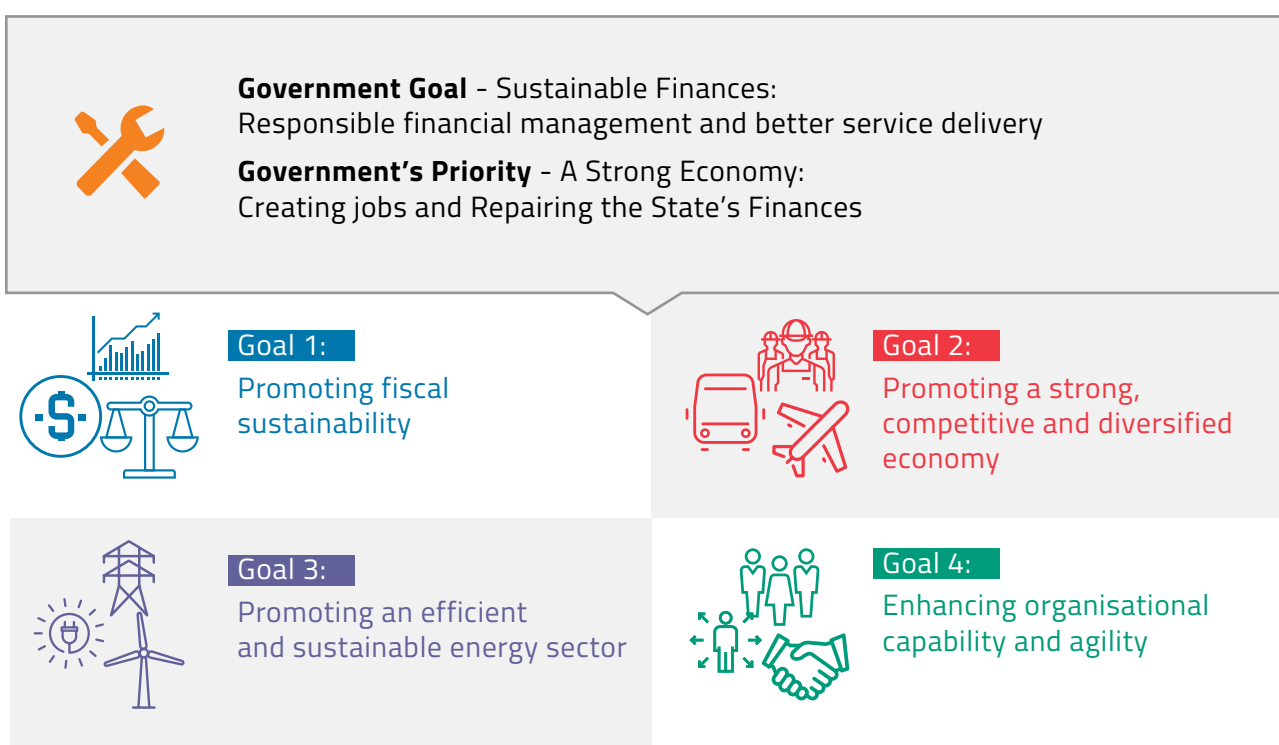 Government Goal - Sustainable Finances:
Responsible financial management and better service delivery
Government's Priority - A Strong Economy:
Creating jobs and Repairing the State's Finances
Goal 1:
Promoting fiscal
sustainability
Goal 2:
Promoting a strong,
competitive and diversified
economy
Goal 3:
Promoting an efficient
and sustainable energy sector
Goal 4:
Enhancing organisational
capability and agility